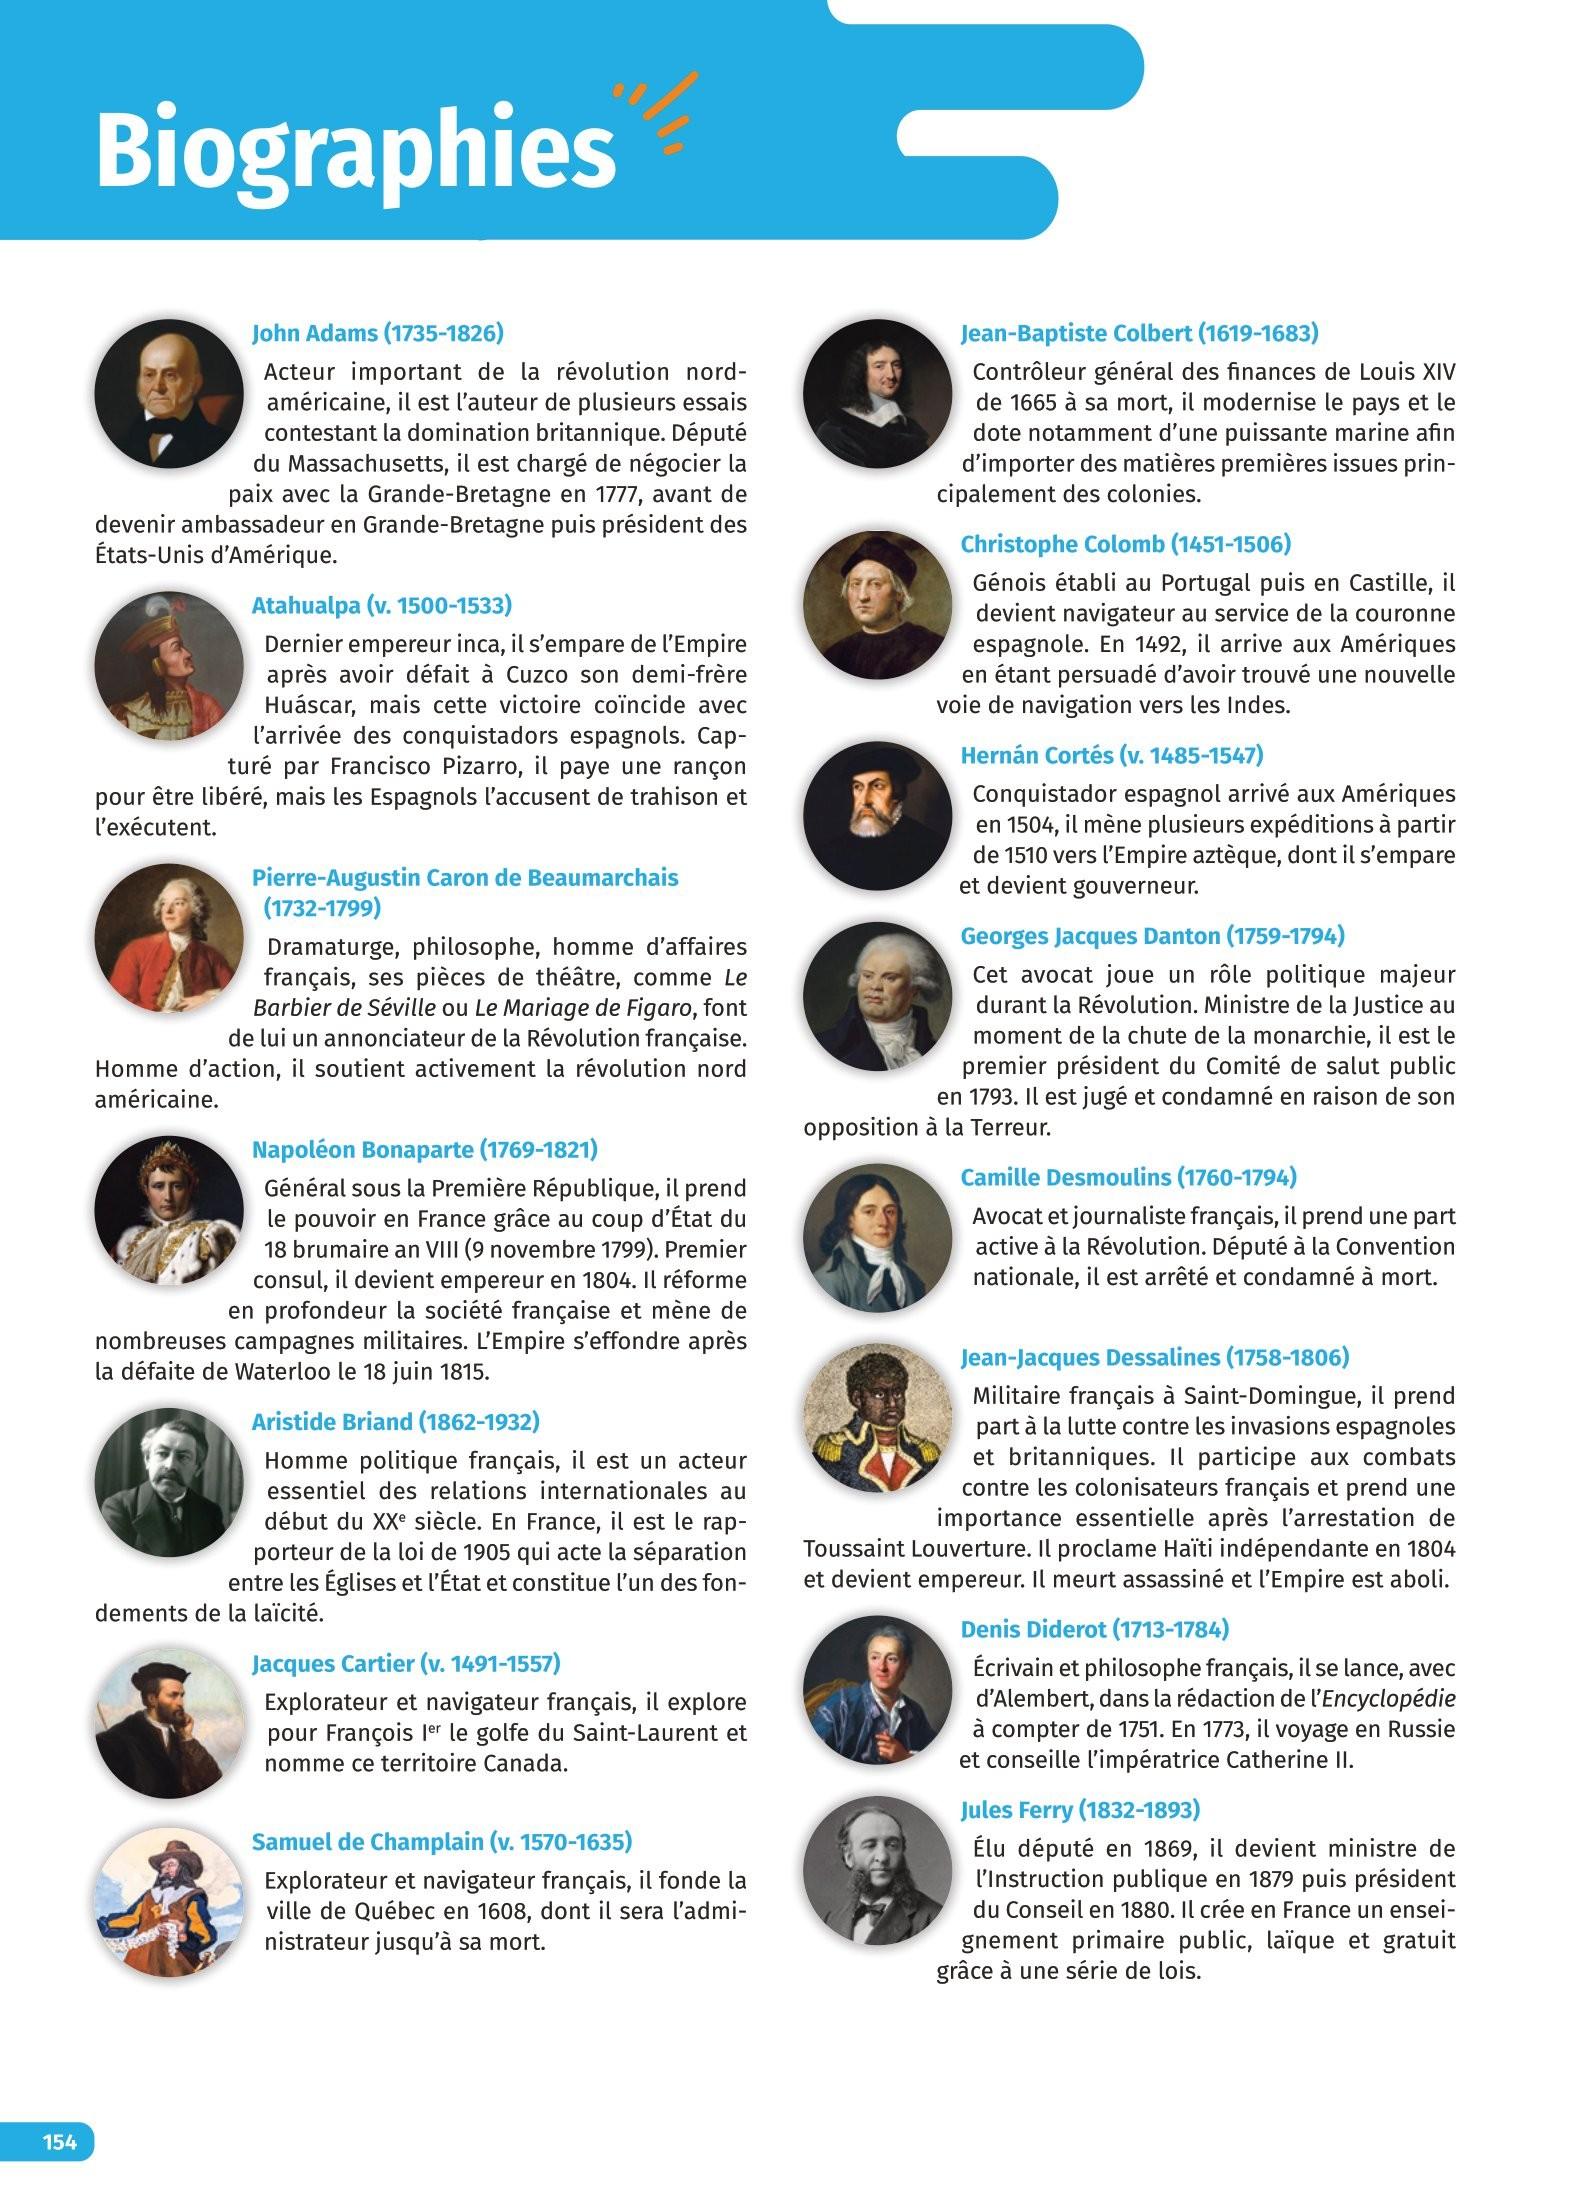 Biographies
John Adams (1735-1826)
Acteur important de la révolution nord-
américaine, il est l’auteur de plusieurs essais
contestant la domination britannique. Député
du Massachusetts, il est chargé de négocier la
paix avec la Grande-Bretagne en 1777, avant de
devenir ambassadeur en Grande-Bretagne puis président des
États-Unis d’Amérique.
Atahualpa (v. 1500-1533)
Dernier empereur inca, il s’empare de l’Empire
après avoir défait à Cuzco son demi-frère
Huáscar, mais cette victoire coïncide avec
l’arrivée des conquistadors espagnols. Cap-
turé par Francisco Pizarro, il paye une rançon
pour être libéré, mais les Espagnols l’accusent de trahison et
l’exécutent.
Pierre-Augustin Caron de Beaumarchais
(1732-1799)
Dramaturge, philosophe, homme d’affaires
français, ses pièces de théâtre, comme Le
Barbier de Séville ou Le Mariage de Figaro, font
de lui un annonciateur de la Révolution française.
Homme d’action, il soutient activement la révolution nord
américaine.
Napoléon Bonaparte (1769-1821)
Général sous la Première République, il prend
le pouvoir en France grâce au coup d’État du
18 brumaire an VIII (9 novembre 1799). Premier
consul, il devient empereur en 1804. Il réforme
en profondeur la société française et mène de
nombreuses campagnes militaires. L’Empire s’effondre après
la défaite de Waterloo le 18 juin 1815.
Aristide Briand (1862-1932)
Homme politique français, il est un acteur
essentiel des relations internationales au
début du XXe siècle. En France, il est le rap-
porteur de la loi de 1905 qui acte la séparation
entre les Églises et l’État et constitue l’un des fon-
dements de la laïcité.
Jacques Cartier (v. 1491-1557)
Explorateur et navigateur français, il explore
pour François Ier le golfe du Saint-Laurent et
nomme ce territoire Canada.
Samuel de Champlain (v. 1570-1635)
Explorateur et navigateur français, il fonde la
ville de Québec en 1608, dont il sera l’admi-
nistrateur jusqu’à sa mort.
Jean-Baptiste Colbert (1619-1683)
Contrôleur général des finances de Louis XIV
de 1665 à sa mort, il modernise le pays et le
dote notamment d’une puissante marine afin
d’importer des matières premières issues prin-
cipalement des colonies.
Christophe Colomb (1451-1506)
Génois établi au Portugal puis en Castille, il
devient navigateur au service de la couronne
espagnole. En 1492, il arrive aux Amériques
en étant persuadé d’avoir trouvé une nouvelle
voie de navigation vers les Indes.
Hernán Cortés (v. 1485-1547)
Conquistador espagnol arrivé aux Amériques
en 1504, il mène plusieurs expéditions à partir
de 1510 vers l’Empire aztèque, dont il s’empare
et devient gouverneur.
Georges Jacques Danton (1759-1794)
Cet avocat joue un rôle politique majeur
durant la Révolution. Ministre de la Justice au
moment de la chute de la monarchie, il est le
premier président du Comité de salut public
en 1793. Il est jugé et condamné en raison de son
opposition à la Terreur.
Camille Desmoulins (1760-1794)
Avocat et journaliste français, il prend une part
active à la Révolution. Député à la Convention
nationale, il est arrêté et condamné à mort.
Jean-Jacques Dessalines (1758-1806)
Militaire français à Saint-Domingue, il prend
part à la lutte contre les invasions espagnoles
et britanniques. Il participe aux combats
contre les colonisateurs français et prend une
importance essentielle après l’arrestation de
Toussaint Louverture. Il proclame Haïti indépendante en 1804
et devient empereur. Il meurt assassiné et l’Empire est aboli.
Denis Diderot (1713-1784)
Écrivain et philosophe français, il se lance, avec
d’Alembert, dans la rédaction de l’Encyclopédie
à compter de 1751. En 1773, il voyage en Russie
et conseille l’impératrice Catherine II.
Jules Ferry (1832-1893)
Élu député en 1869, il devient ministre de
l’Instruction publique en 1879 puis président
du Conseil en 1880. Il crée en France un ensei-
gnement primaire public, laïque et gratuit
grâce à une série de lois.
154